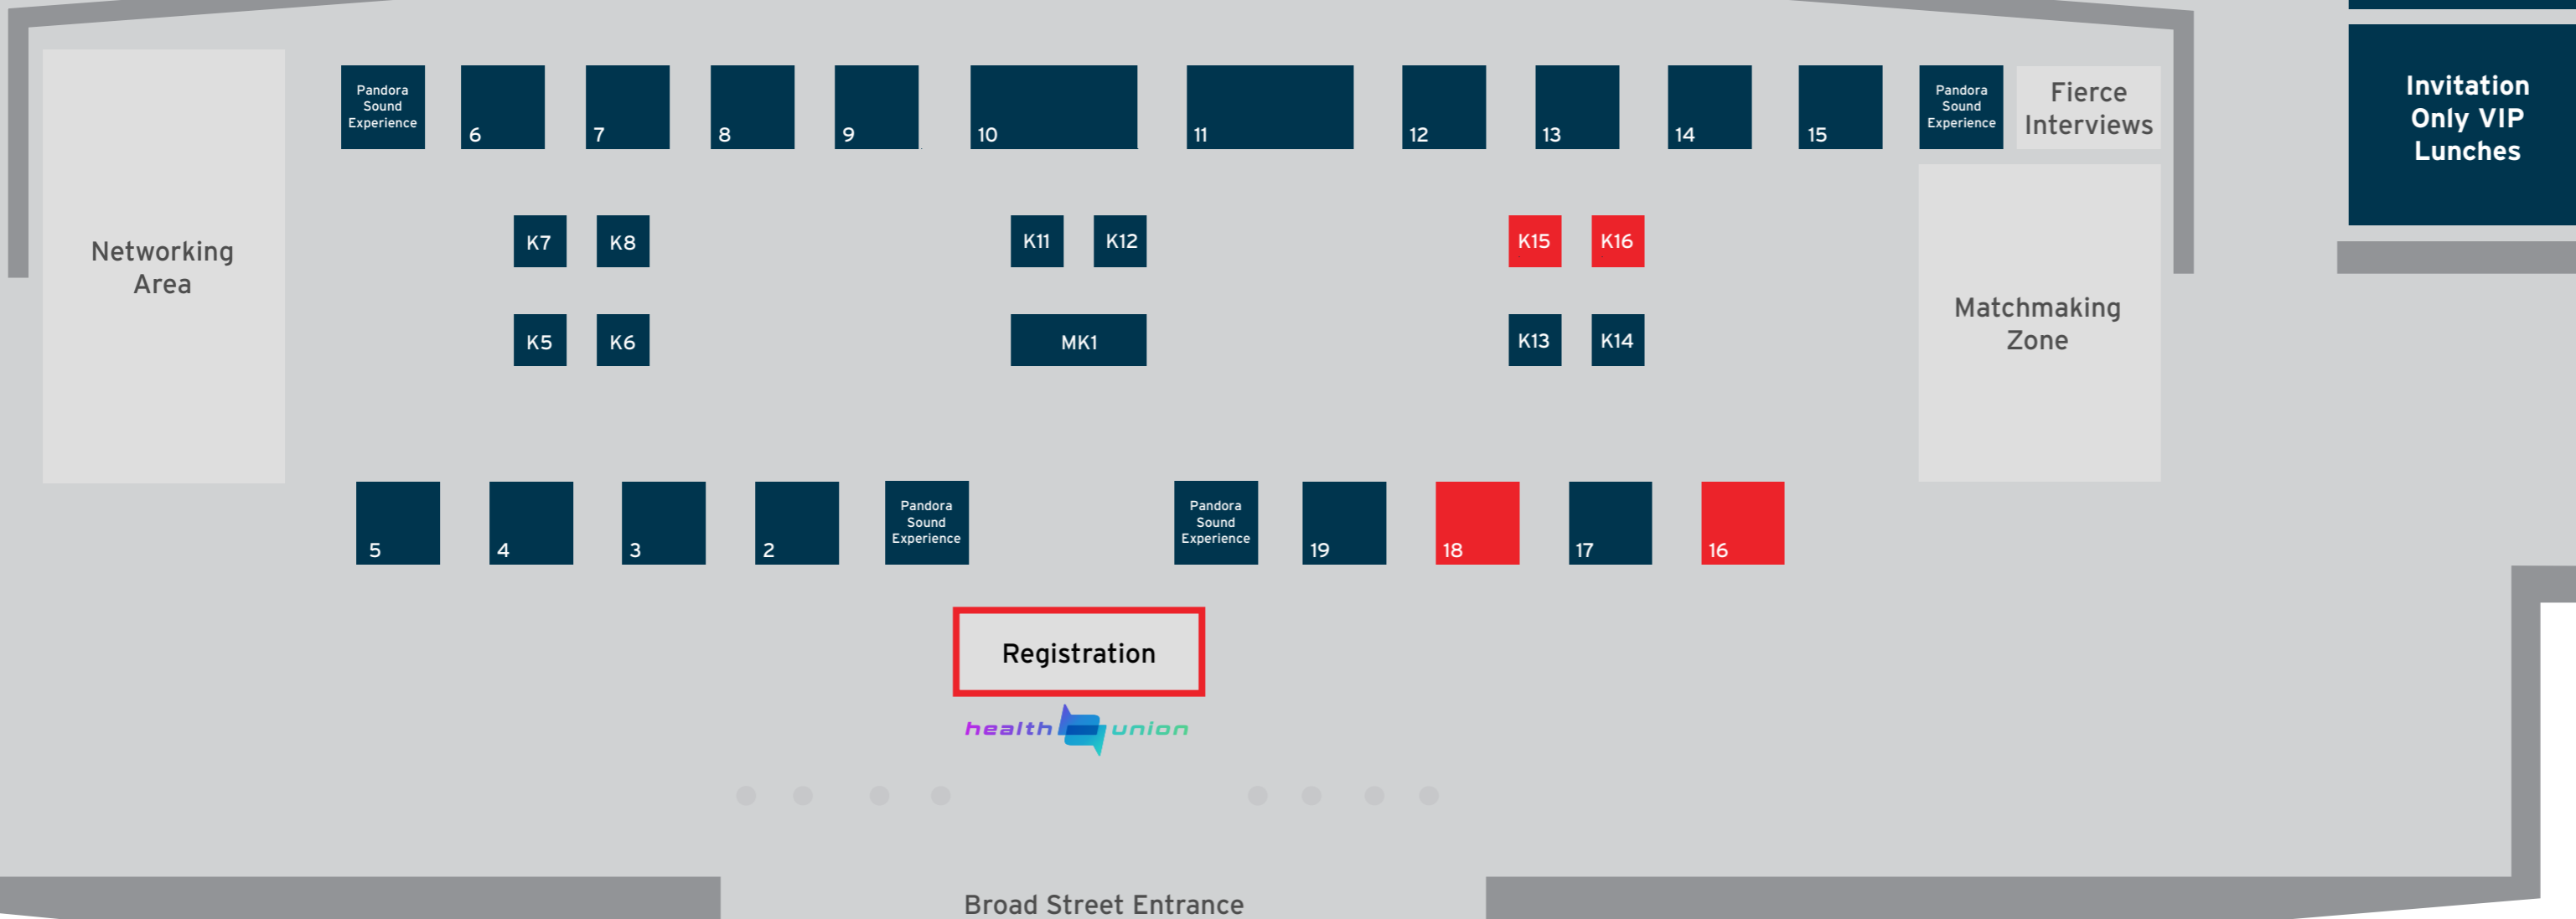 Pandora
Sound
Experience
6
7
8
9
10
11
12
13
14
15
Pandora
Sound
Experience
Fierce
Interviews
Invitation
Only VIP
Lunches
Networking
Area
K7
K8
K11
K12
K15
K16
K5
K6
MK1
K13
K14
Matchmaking
Zone
5
4
3
2
Pandora
Sound
Experience
Pandora
Sound
Experience
19
18
17
16
Registration
health union
Broad Street Entrance